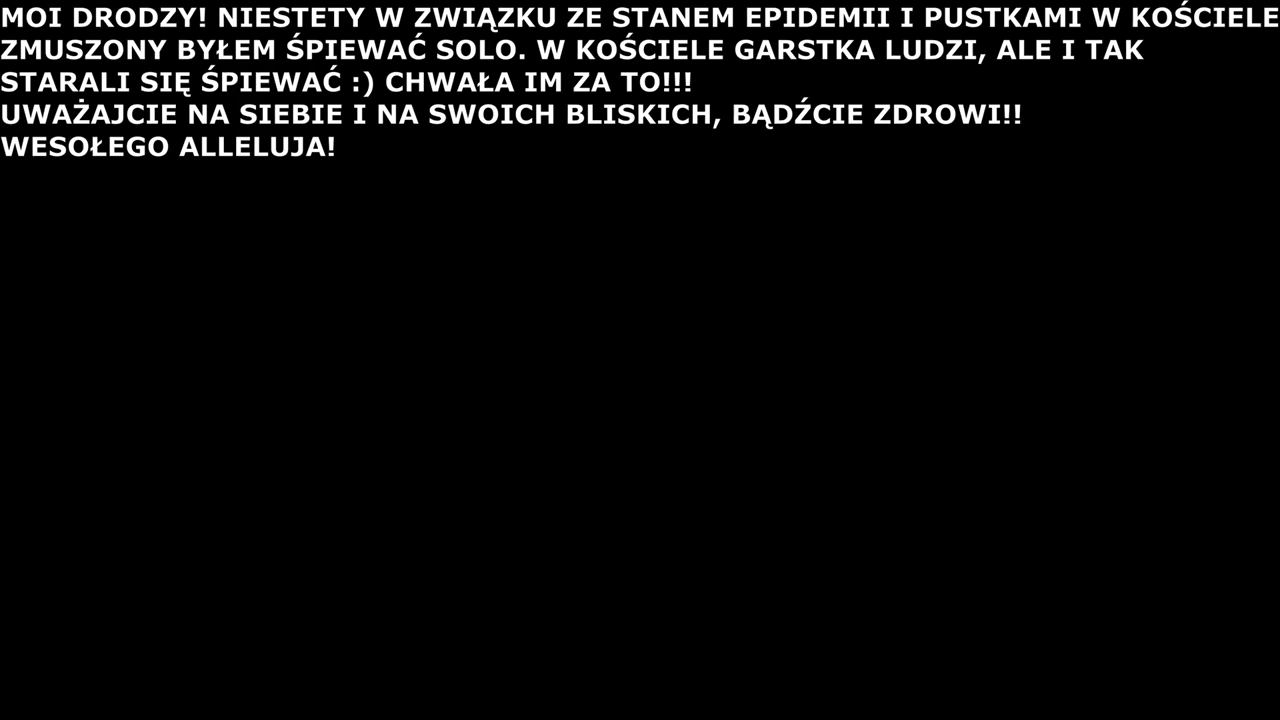 MOI DRODZY! NIESTETY W ZWIĄZKU ZE STANEM EPIDEMII I PUSTKAMI W KOŚCIELE
ZMUSZONY BYŁEM ŚPIEWAĆ SOLO. W KOŚCIELE GARSTKA LUDZI, ALE I TAK
STARALI SIĘ ŚPIEWAĆ :) CHWAŁA IM ZA TO!!!
UWAŻAJCIE NA SIEBIE I NA SWOICH BLISKICH, BĄDŹCIE ZDROWI!!
WESOŁEGO ALLELUJA!